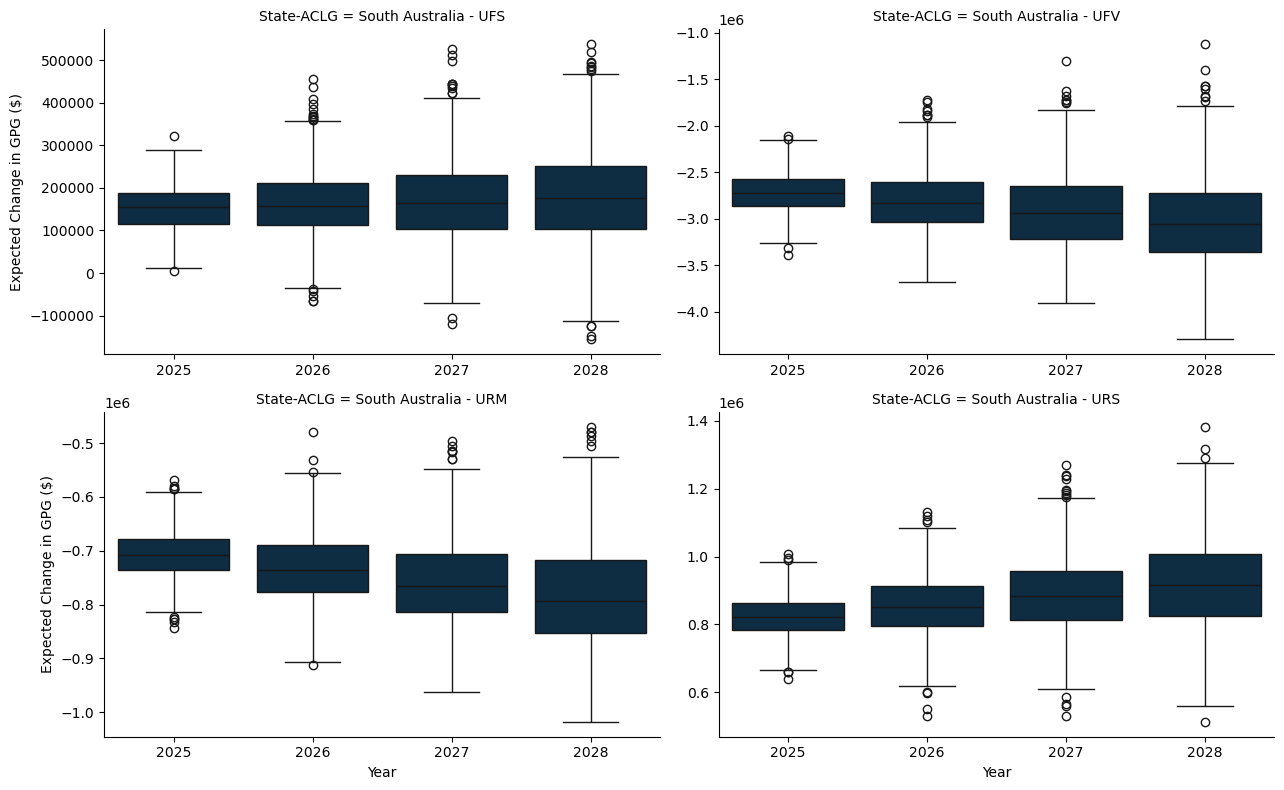 State-ACLG = South Australia - UFS
Expected Change in GPG ($)
500000
400000
300000
200000
100000
0
−100000
2025 2026 2027 2028
State-ACLG = South Australia - UFV
1e6
−1.0
−1.5
−2.0
−2.5
−3.0
−3.5
−4.0
2025 2026 2027 2028
State-ACLG = South Australia - URM
1e6
Expected Change in GPG ($)
−0.5
−0.6
−0.7
−0.8
−0.9
−1.0
2025 2026 2027 2028
Year
State-ACLG = South Australia - URS
1e6
1.4
1.2
1.0
0.8
0.6
2025 2026 2027 2028
Year